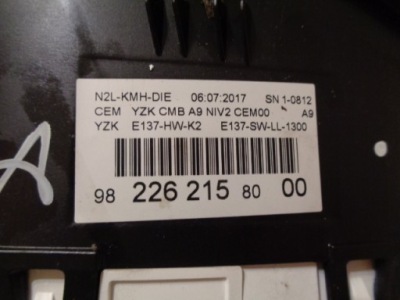 N2L-KMH-DIE 06:07:2017 SN 1-0812
CEM YZK CMB A9 NIV2 CEM00 A9
YZK E137-HW-K2 E137-SW-LL-1300
98 226 215 80 00
A